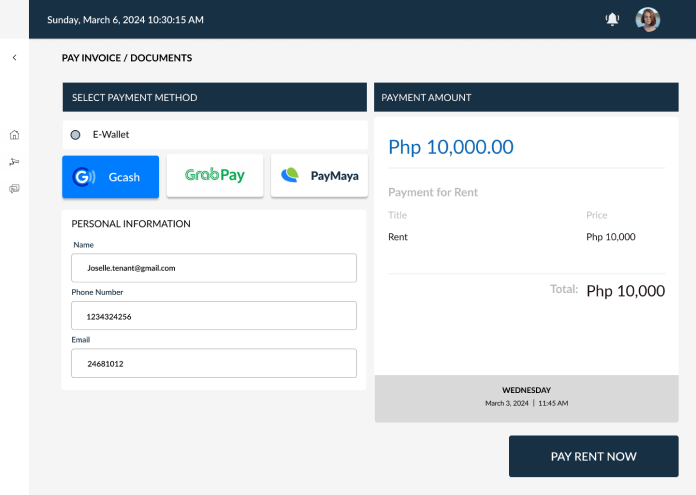 Sunday, March 6, 2024 10:30:15 AM
PAY INVOICE / DOCUMENTS
SELECT PAYMENT METHOD
E-Wallet
G Gcash
GrabPay
PayMaya
PERSONAL INFORMATION
Name
Joselle.tenant@gmail.com
Phone Number
1234324256
Email
24681012
PAYMENT AMOUNT
Php 10,000.00
Payment for Rent
Title Price
Rent Php 10,000
Total: Php 10,000
WEDNESDAY
March 3, 2024 | 11:45 AM
PAY RENT NOW